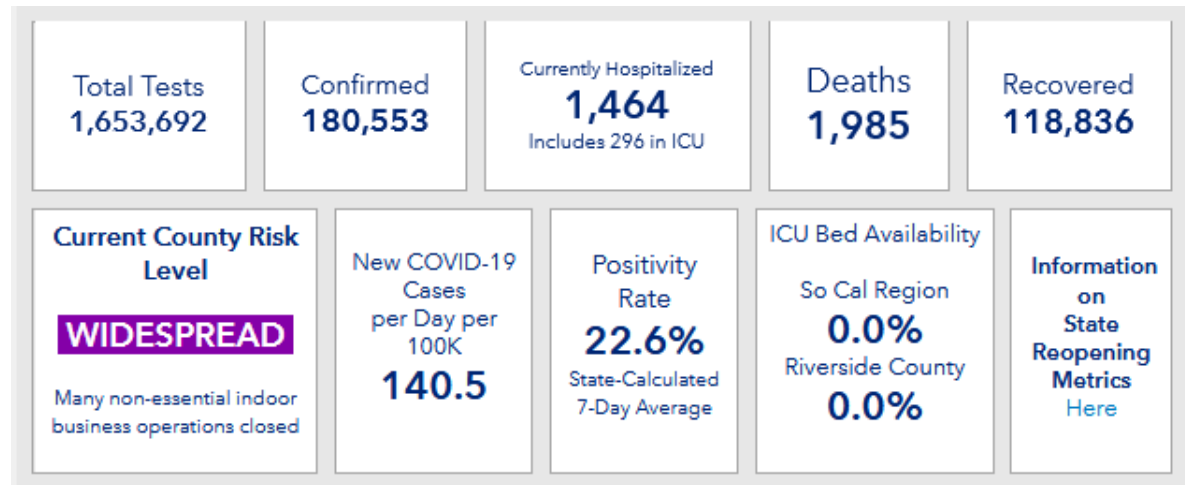 Total Tests
1,653,692
Confirmed
180,553
Currently Hospitalized
1,464
Includes 296 in ICU
Deaths
1,985
Recovered
118,836
Current County Risk
Level
WIDESPREAD
Many non-essential indoor
business operations closed
New COVID-19
Cases
per Day per
100K
140.5
Positivity
Rate
22.6%
State-Calculated
7-Day Average
ICU Bed Availability
So Cal Region
0.0%
Riverside County
0.0%
Information
on
State
Reopening
Metrics
Here